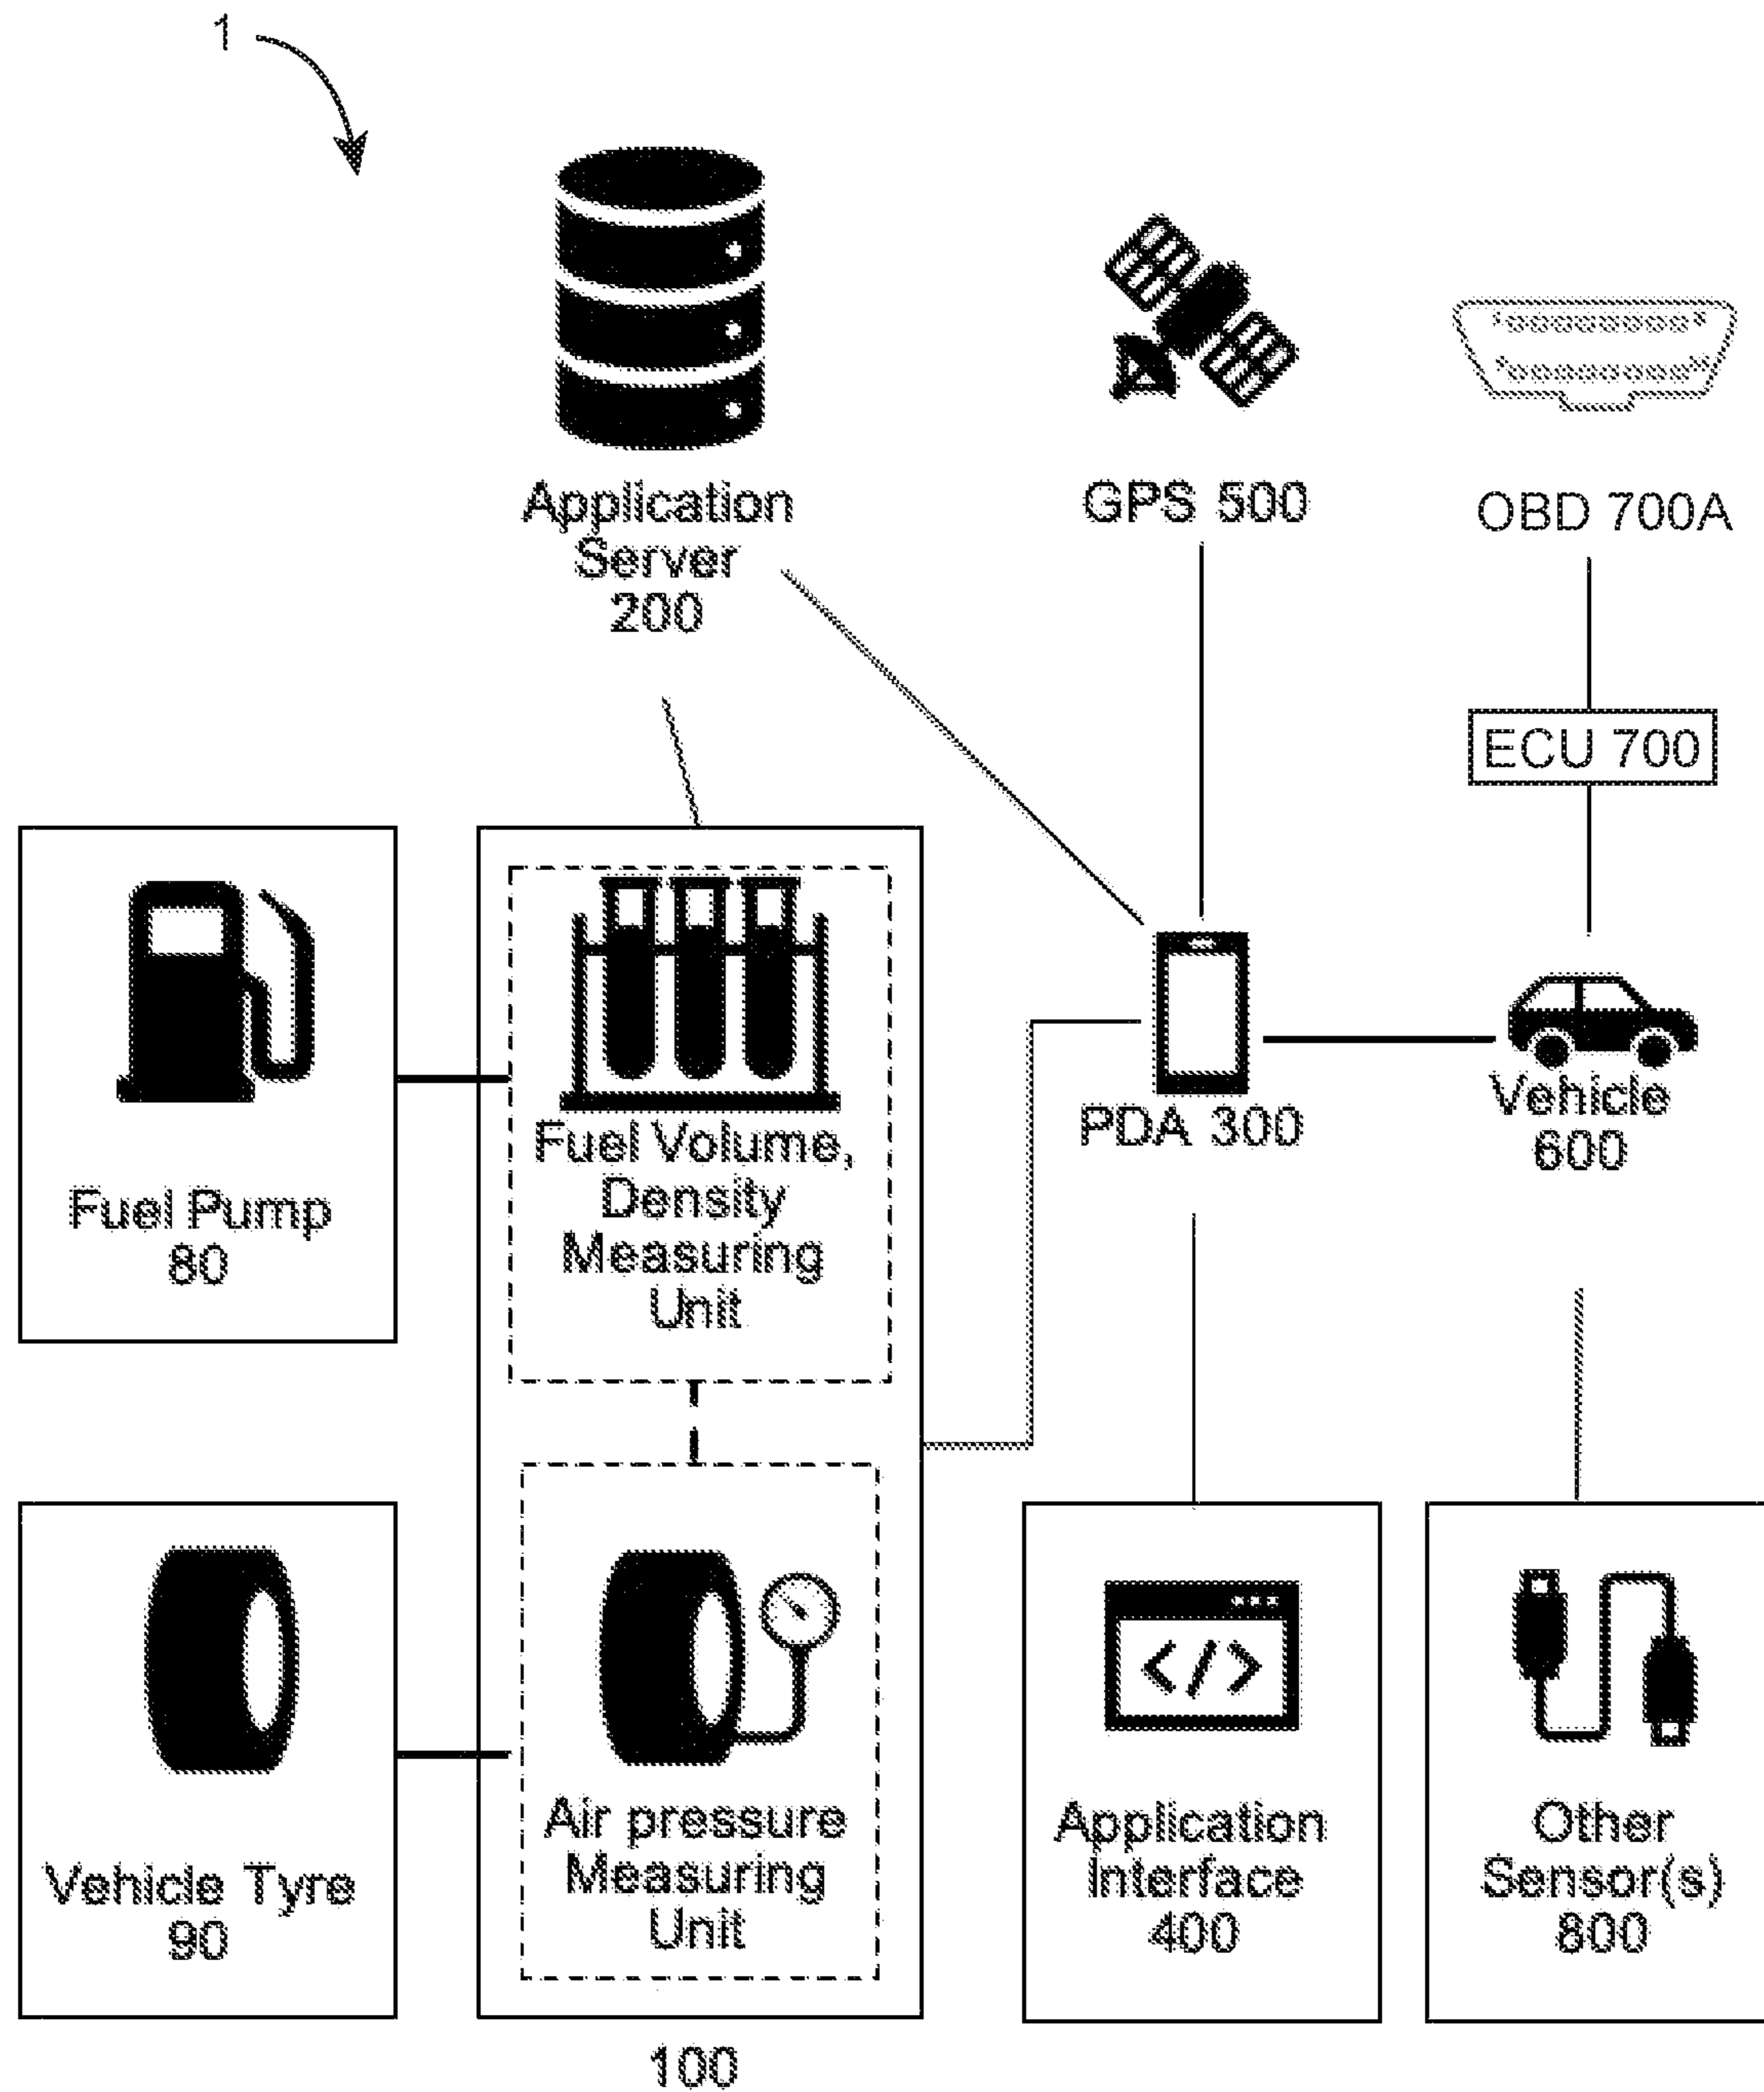 1
Application
Server
200
GPS 500
OBD 700A
ECU 700
Fuel Pump
80
Fuel Volume,
Density
Measuring
Unit
PDA 300
Vehicle
600
Vehicle Tyre
90
Air pressure
Measuring
Unit
</>
Application
Interface
400
Other
Sensor(s)
800
100